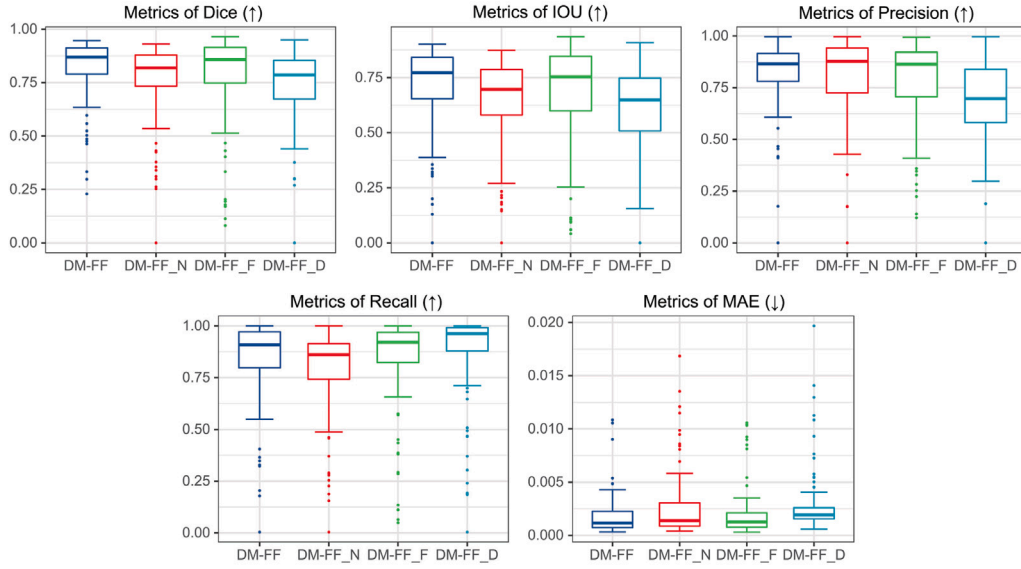 Metrics of Dice (↑)
1.00
0.75
0.50
0.25
0.00
DM-FF DM-FF_N DM-FF_F DM-FF_D
Metrics of IOU (↑)
0.75
0.50
0.25
0.00
DM-FF DM-FF_N DM-FF_F DM-FF_D
Metrics of Precision (↑)
1.00
0.75
0.50
0.25
0.00
DM-FF DM-FF_N DM-FF_F DM-FF_D
Metrics of Recall (↑)
1.00
0.75
0.50
0.25
0.00
DM-FF DM-FF_N DM-FF_F DM-FF_D
Metrics of MAE (↓)
0.020
0.015
0.010
0.005
0.000
DM-FF DM-FF_N DM-FF_F DM-FF_D